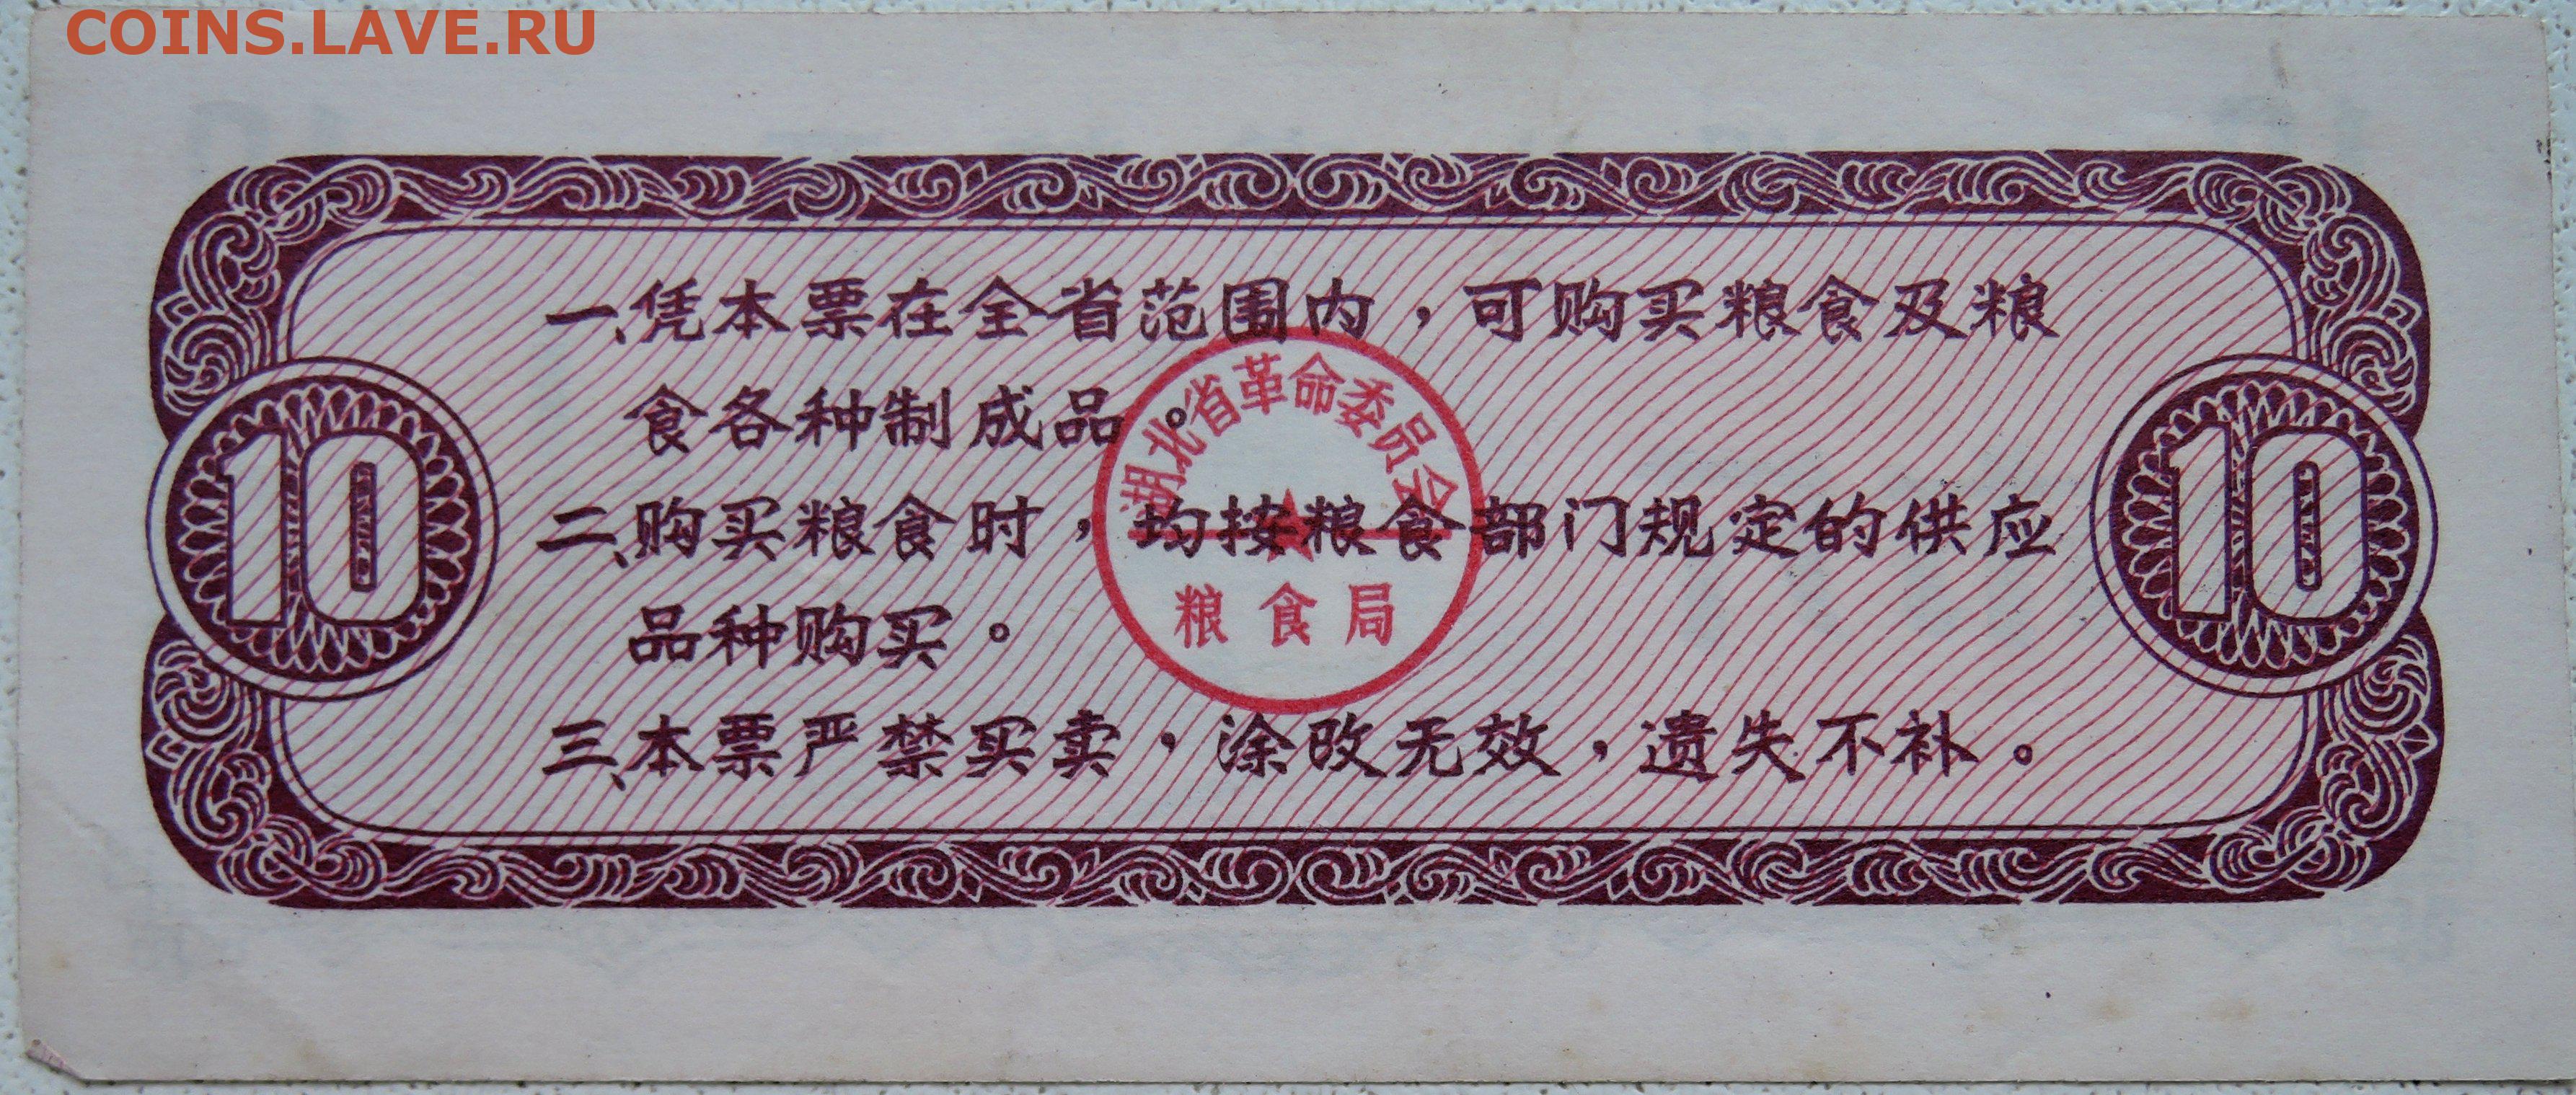 COINS.LAVE.RU
一、凭本票在全省范围内，可购买粮食及粮
食各种制成品。
二、购买粮食时，均按粮食部门规定的供应
品种购买。
三、本票严禁买卖，涂改无效，遗失不补。
10
10
湖北省革命委员会
粮食局